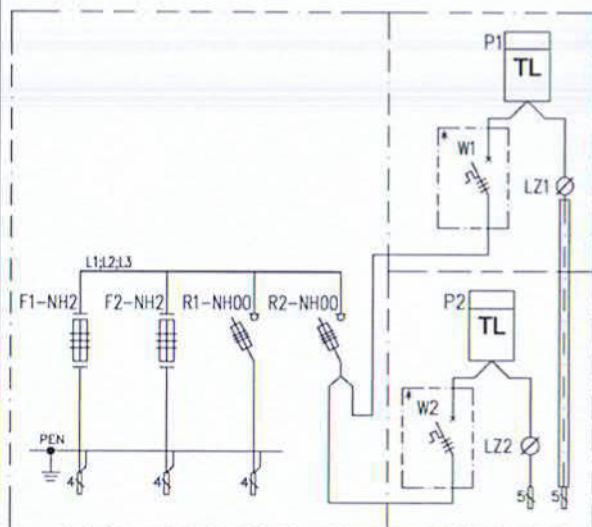 P1
TL
W1
LZ1
L1;L2;L3
F1-NH2 F2-NH2 R1-NH00 R2-NH00
P2
TL
W2
LZ2
PEN
4 4 4 5 5